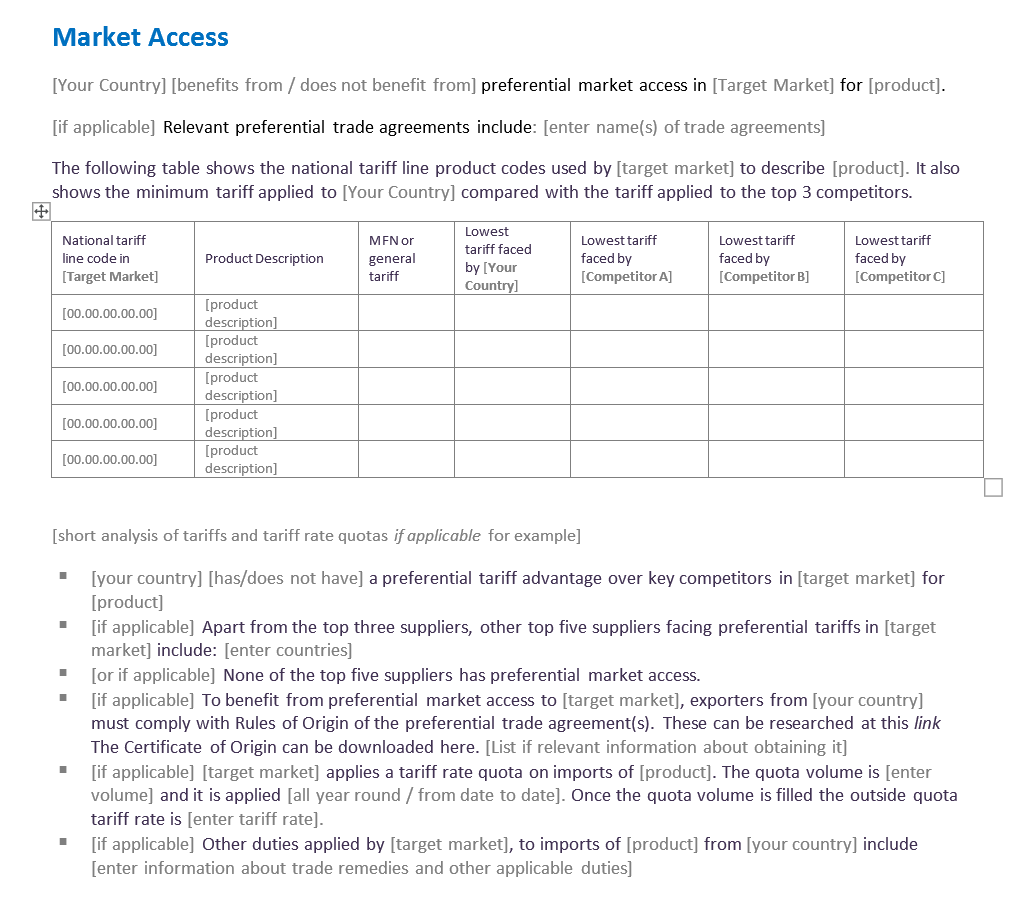 Market Access
[Your Country] [benefits from / does not benefit from] preferential market access in [Target Market] for [product].
[if applicable] Relevant preferential trade agreements include: [enter name(s) of trade agreements]
The following table shows the national tariff line product codes used by [target market] to describe [product]. It also
shows the minimum tariff applied to [Your Country] compared with the tariff applied to the top 3 competitors.
National tariff
line code in
[Target Market]
Product Description
MFN or
general
tariff
Lowest
tariff faced
by [Your
Country]
Lowest tariff
faced by
[Competitor A]
Lowest tariff
faced by
[Competitor B]
Lowest tariff
faced by
[Competitor C]
[00.00.00.00.00]
[product
description]
[00.00.00.00.00]
[product
description]
[00.00.00.00.00]
[product
description]
[00.00.00.00.00]
[product
description]
[00.00.00.00.00]
[product
description]
[short analysis of tariffs and tariff rate quotas if applicable for example]
[your country] [has/does not have] a preferential tariff advantage over key competitors in [target market] for
[product]
[if applicable] Apart from the top three suppliers, other top five suppliers facing preferential tariffs in [target
market] include: [enter countries]
[or if applicable] None of the top five suppliers has preferential market access.
[if applicable] To benefit from preferential market access to [target market], exporters from [your country]
must comply with Rules of Origin of the preferential trade agreement(s). These can be researched at this link
The Certificate of Origin can be downloaded here. [List if relevant information about obtaining it]
[if applicable] [target market] applies a tariff rate quota on imports of [product]. The quota volume is [enter
volume] and it is applied [all year round / from date to date]. Once the quota volume is filled the outside quota
tariff rate is [enter tariff rate].
[if applicable] Other duties applied by [target market], to imports of [product] from [your country] include
[enter information about trade remedies and other applicable duties]